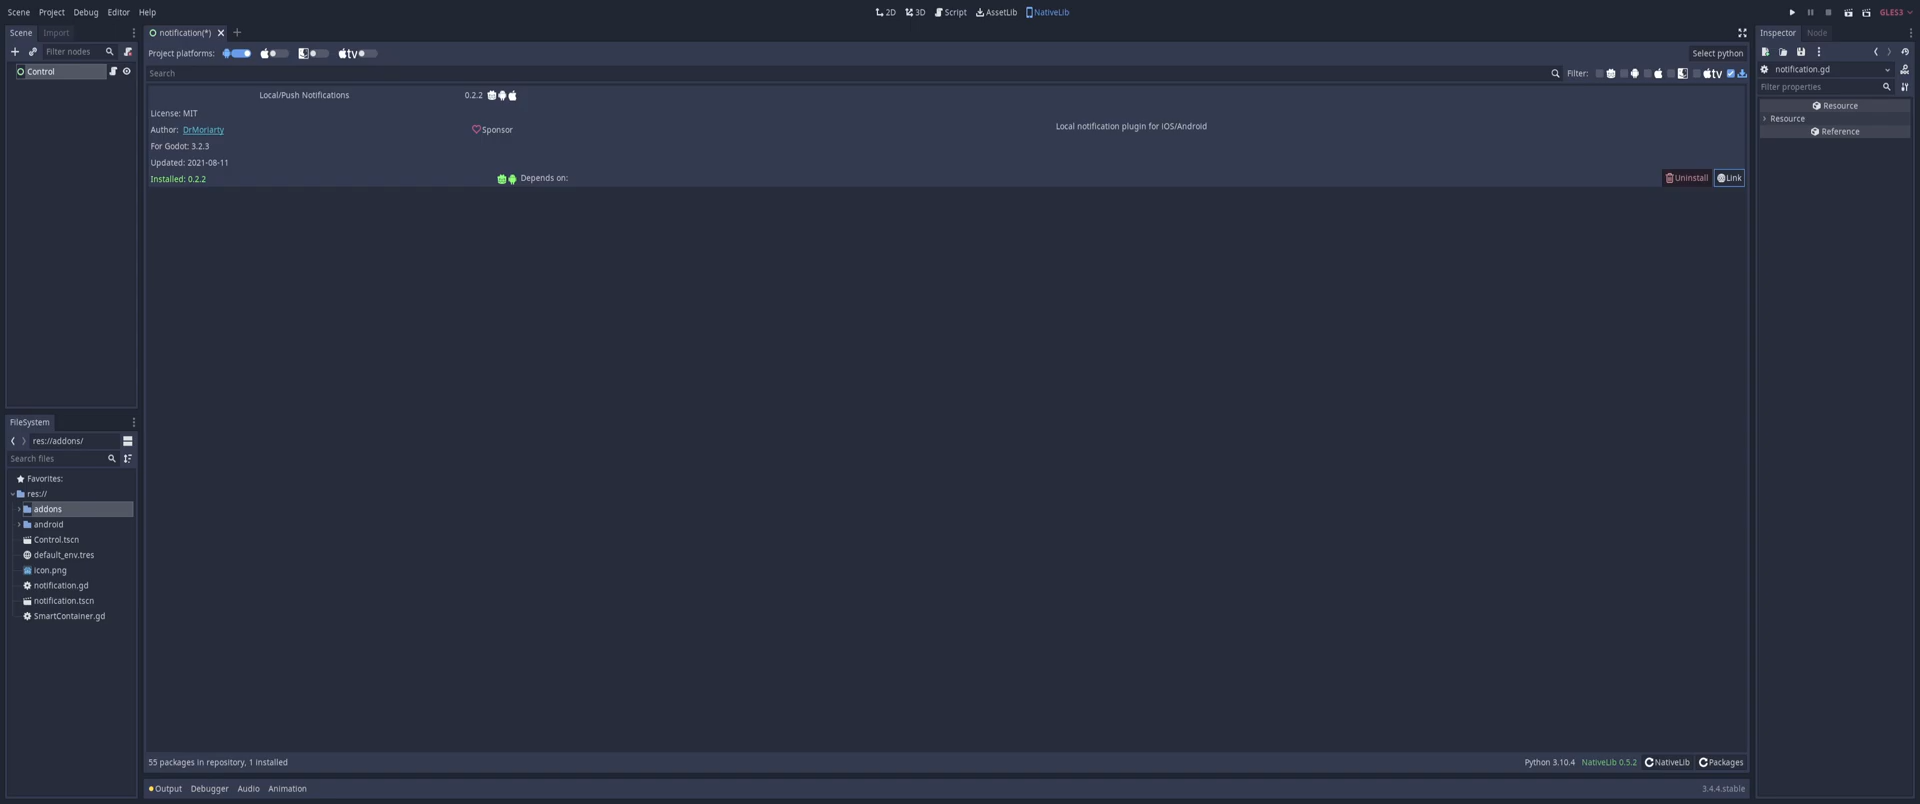 Scene Project Debug Editor Help
2D 3D Script AssetLib NativeLib
GLES3
Scene Import
notification(*)
Inspector Node
Filter nodes
Project platforms:
tv
Select python
Control
Search
Filter:
tv
notification.gd
Filter properties
Local/Push Notifications
0.2.2
License: MIT
Author: DrMoriarty
Sponsor
Local notification plugin for iOS/Android
For Godot: 3.2.3
Updated: 2021-08-11
Installed: 0.2.2
Depends on:
Uninstall
Link
Resource
Resource
Reference
FileSystem
res://addons/
Search files
Favorites:
res://
addons
android
Control.tscn
default_env.tres
icon.png
notification.gd
notification.tscn
SmartContainer.gd
55 packages in repository, 1 installed
Python 3.10.4 NativeLib 0.5.2 NativeLib Packages
Output Debugger Audio Animation
3.4.4.stable